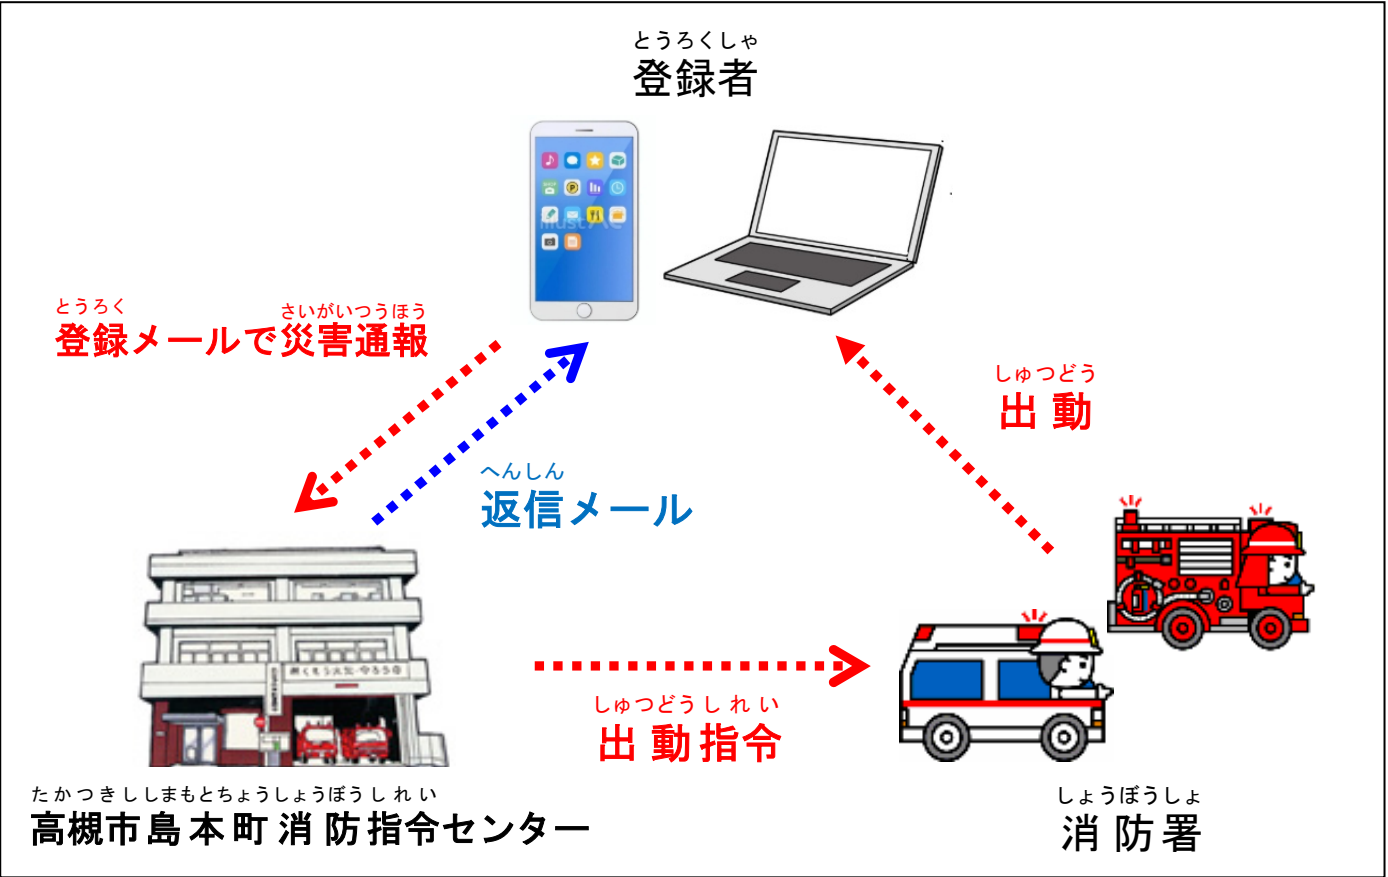 とうろくしゃ
登録者
とうろく さいがいつうほう
登録メールで災害通報
しゅつどう
出動
へんしん
返信メール
しゅつどうしれい
出動指令
たかつきししまもとちょうしょうぼうしれい
高槻市島本町消防指令センター
しょうぼうしょ
消防署